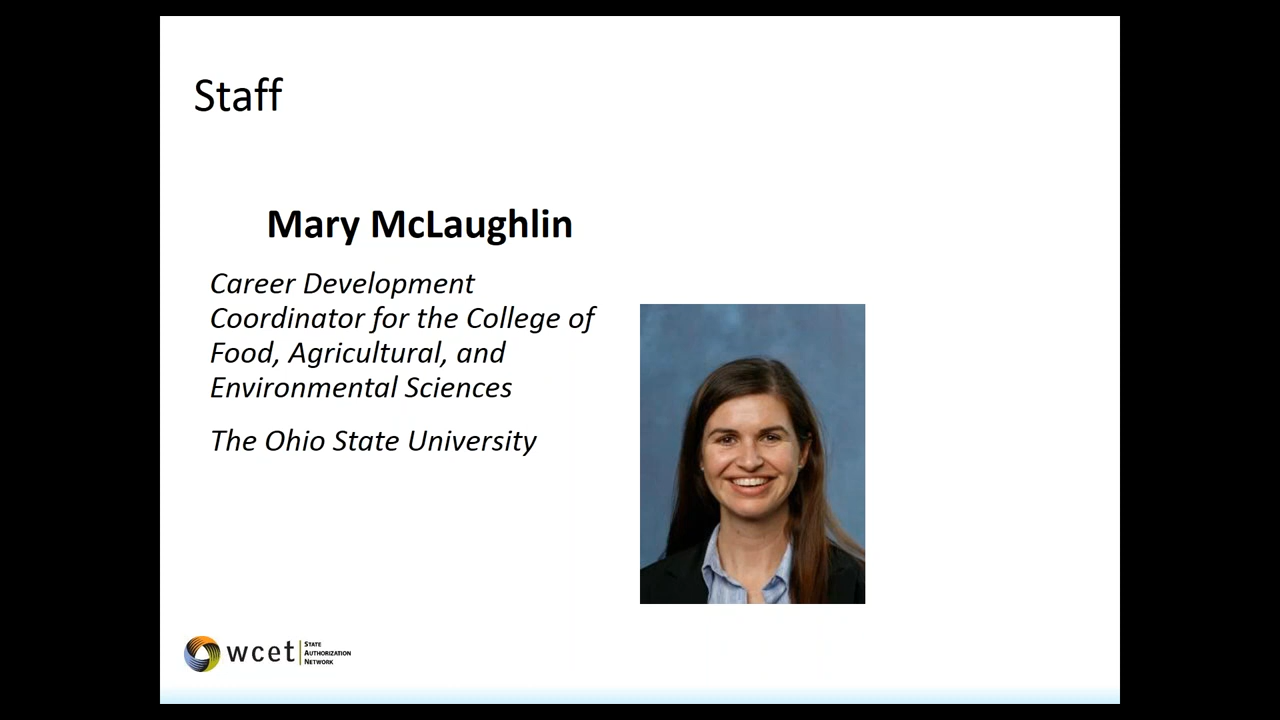 Staff
Mary McLaughlin
Career Development
Coordinator for the College of
Food, Agricultural, and
Environmental Sciences
The Ohio State University
wcet
STATE
AUTHORIZATION
NETWORK